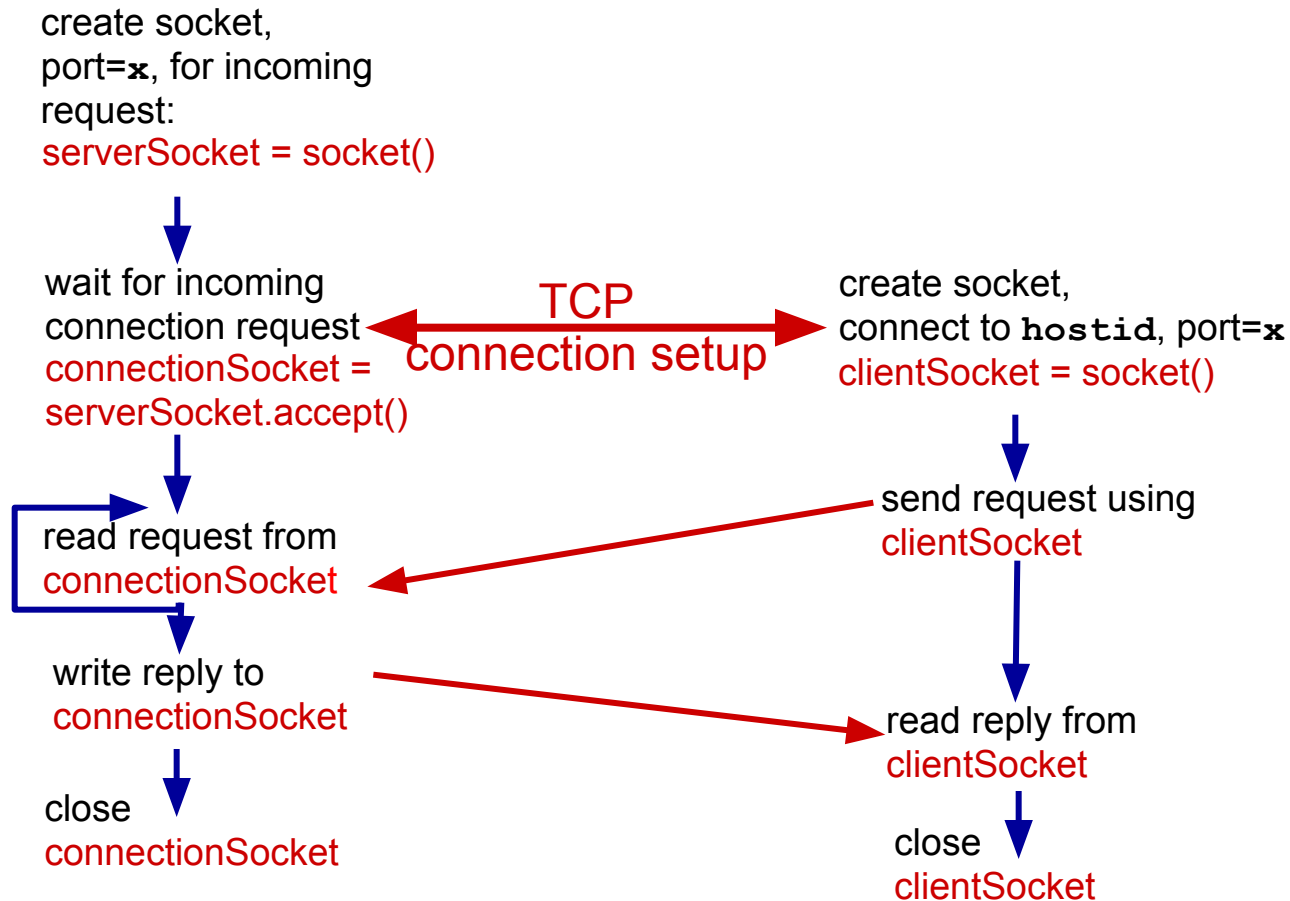 create socket,
port=x, for incoming
request:
serverSocket = socket()
wait for incoming
connection request
connectionSocket =
serverSocket.accept()
TCP
connection setup
create socket,
connect to hostid, port=x
clientSocket = socket()
read request from
connectionSocket
send request using
clientSocket
write reply to
connectionSocket
read reply from
clientSocket
close
connectionSocket
close
clientSocket